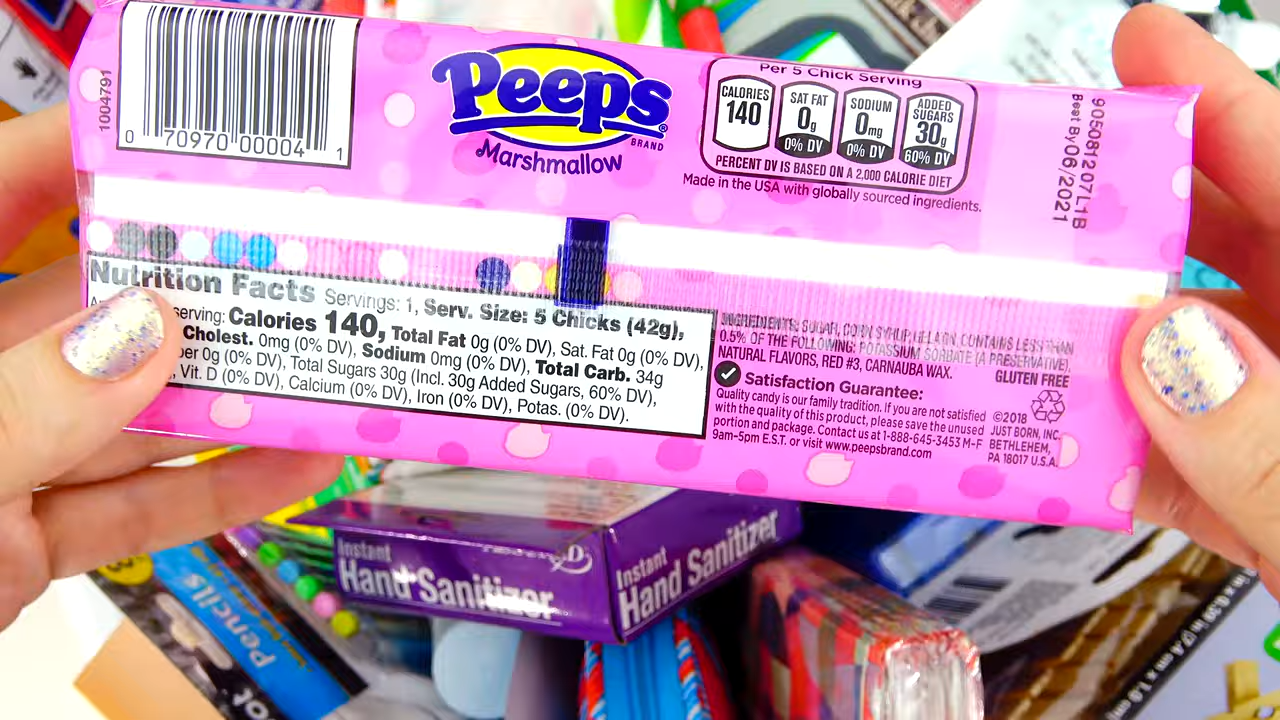 1004791
0 70970 00004 1
Peeps®
BRAND
Marshmallow
Per 5 Chick Serving
CALORIES
140
SAT FAT
0g
0% DV
SODIUM
0mg
0% DV
ADDED
SUGARS
30g
60% DV
PERCENT DV IS BASED ON A 2,000 CALORIE DIET
Made in the USA with globally sourced ingredients.
905081207L1B
Best By:06/2021
Nutrition Facts Servings: 1, Serv. Size: 5 Chicks (42g),
serving: Calories 140, Total Fat 0g (0% DV), Sat. Fat 0g (0% DV),
Cholest. 0mg (0% DV), Sodium 0mg (0% DV), Total Carb. 34g
0g (0% DV), Total Sugars 30g (Incl. 30g Added Sugars, 60% DV),
Vit. D (0% DV), Calcium (0% DV), Iron (0% DV), Potas. (0% DV).
INGREDIENTS: SUGAR, CORN SYRUP, GELATIN, CONTAINS LESS THAN
0.5% OF THE FOLLOWING: POTASSIUM SORBATE (A PRESERVATIVE),
NATURAL FLAVORS, RED #3, CARNAUBA WAX.
GLUTEN FREE
Satisfaction Guarantee:
Quality candy is our family tradition. If you are not satisfied
with the quality of this product, please save the unused
portion and package. Contact us at 1-888-645-3453 M-F
9am-5pm E.S.T. or visit www.peepsbrand.com
©2018
JUST BORN, INC.
BETHLEHEM,
PA 18017 U.S.A.
Instant
Hand Sanitizer
Instant
Hand Sanitizer
Pencils